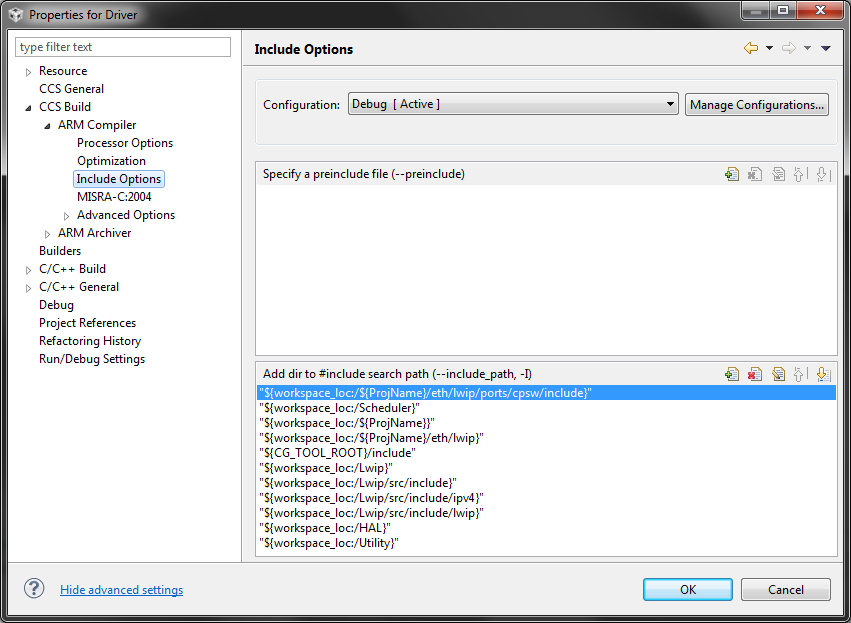 Properties for Driver
type filter text
Resource
CCS General
CCS Build
ARM Compiler
Processor Options
Optimization
Include Options
MISRA-C:2004
Advanced Options
ARM Archiver
Builders
C/C++ Build
C/C++ General
Debug
Project References
Refactoring History
Run/Debug Settings
Include Options
Configuration: Debug [ Active ] Manage Configurations...
Specify a preinclude file (--preinclude)
Add dir to #include search path (--include_path, -I)
"${workspace_loc:/${ProjName}/eth/lwip/ports/cpsw/include}"
"${workspace_loc:/Scheduler}"
"${workspace_loc:/${ProjName}}"
"${workspace_loc:/${ProjName}/eth/lwip}"
"${CG_TOOL_ROOT}/include"
"${workspace_loc:/Lwip}"
"${workspace_loc:/Lwip/src/include}"
"${workspace_loc:/Lwip/src/include/ipv4}"
"${workspace_loc:/Lwip/src/include/lwip}"
"${workspace_loc:/HAL}"
"${workspace_loc:/Utility}"
Hide advanced settings
OK Cancel